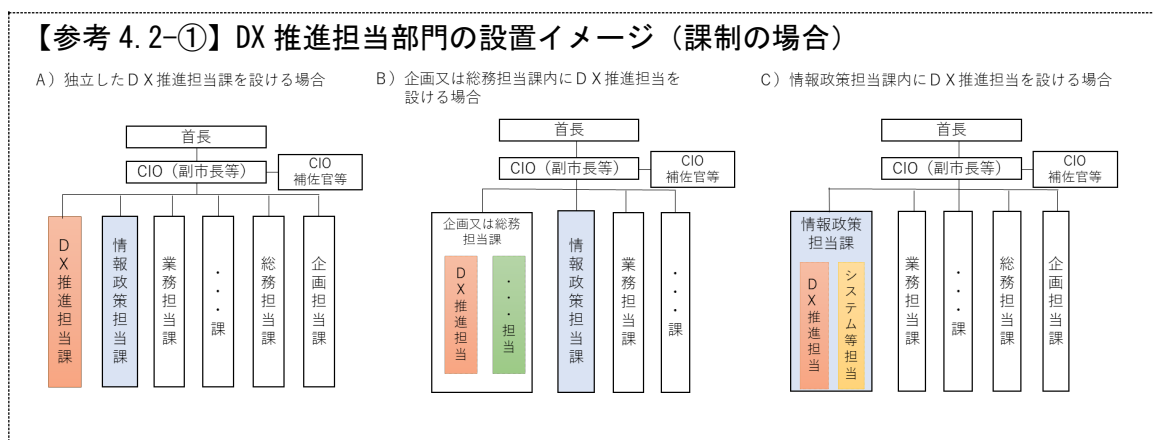 【参考 4.2-①】DX 推進担当部門の設置イメージ（課制の場合）
A）独立したＤＸ推進担当課を設ける場合
首長
CIO（副市長等）
CIO
補佐官等
ＤＸ推進担当課
情報政策担当課
業務担当課
・・・課
総務担当課
企画担当課
B）企画又は総務担当課内にＤＸ推進担当を
設ける場合
首長
CIO（副市長等）
CIO
補佐官等
企画又は総務
担当課
ＤＸ推進担当
・・・担当
情報政策担当課
業務担当課
・・・課
C）情報政策担当課内にＤＸ推進担当を設ける場合
首長
CIO（副市長等）
CIO
補佐官等
情報政策
担当課
ＤＸ推進担当
システム等担当
業務担当課
・・・課
総務担当課
企画担当課